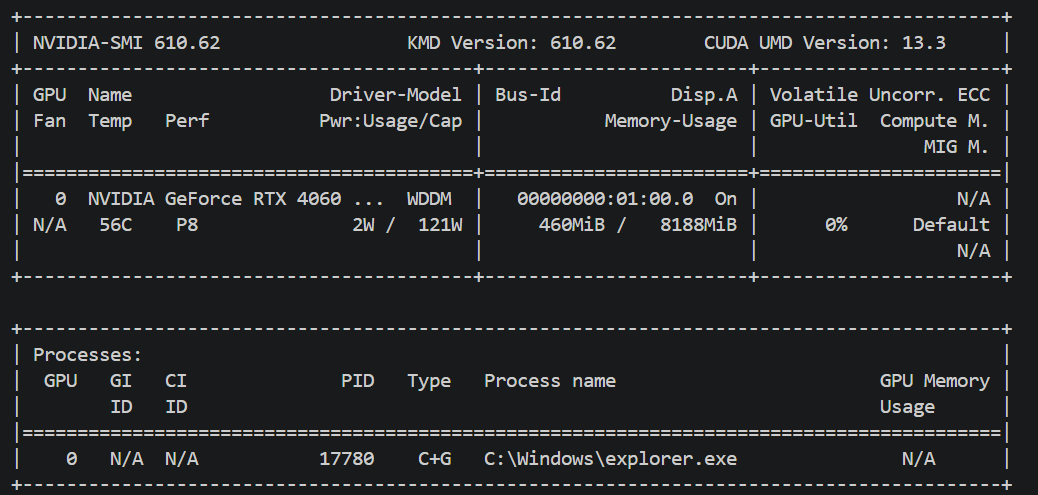 +-----------------------------------------------------------------------------------------+
| NVIDIA-SMI 610.62                 KMD Version: 610.62        CUDA UMD Version: 13.3     |
+-----------------------------------------+------------------------+----------------------+
| GPU  Name                  Driver-Model | Bus-Id          Disp.A | Volatile Uncorr. ECC |
| Fan  Temp   Perf          Pwr:Usage/Cap |           Memory-Usage | GPU-Util  Compute M. |
|                                         |                        |               MIG M. |
|=========================================+========================+======================|
|   0  NVIDIA GeForce RTX 4060 ...  WDDM  |   00000000:01:00.0  On |                  N/A |
| N/A   56C    P8              2W /  121W |     460MiB /   8188MiB |      0%      Default |
|                                         |                        |                  N/A |
+-----------------------------------------+------------------------+----------------------+

+-----------------------------------------------------------------------------------------+
| Processes:                                                                              |
|  GPU   GI   CI              PID   Type   Process name                        GPU Memory |
|        ID   ID                                                               Usage      |
|=========================================================================================|
|    0   N/A  N/A           17780    C+G   C:\Windows\explorer.exe               N/A      |
+-----------------------------------------------------------------------------------------+